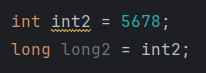 int int2 = 5678;
long long2 = int2;